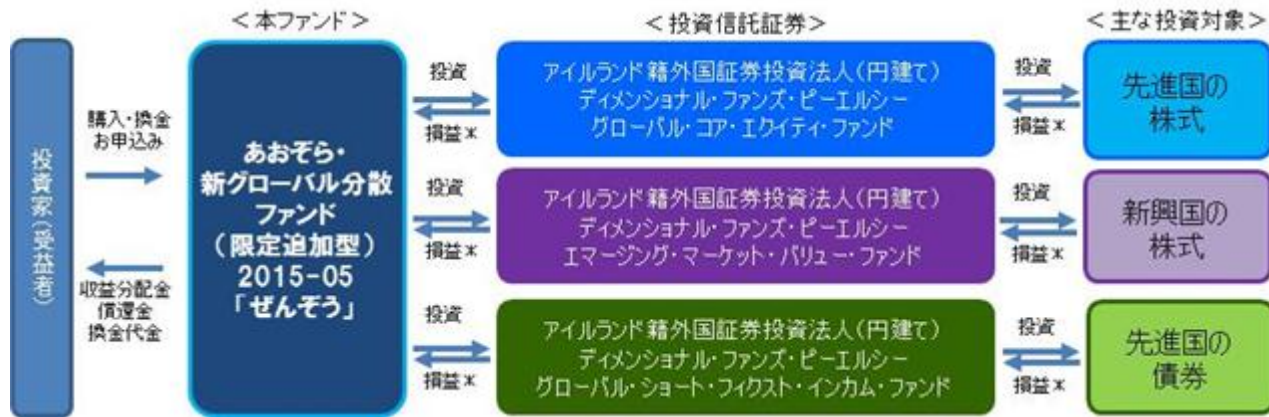 ＜本ファンド＞
＜投資信託証券＞
＜主な投資対象＞
投資家(受益者)
購入・換金
お申込み
収益分配金
償還金
換金代金
あおぞら・
新グローバル分散
ファンド
（限定追加型）
2015-05
「ぜんぞう」
投資
損益＊
アイルランド籍外国証券投資法人(円建て)
ディメンショナル・ファンズ・ピーエルシー
グローバル・コア・エクイティ・ファンド
投資
損益＊
先進国の
株式
投資
損益＊
アイルランド籍外国証券投資法人(円建て)
ディメンショナル・ファンズ・ピーエルシー
エマージング・マーケット・バリュー・ファンド
投資
損益＊
新興国の
株式
投資
損益＊
アイルランド籍外国証券投資法人(円建て)
ディメンショナル・ファンズ・ピーエルシー
グローバル・ショート・フィクスト・インカム・ファンド
投資
損益＊
先進国の
債券